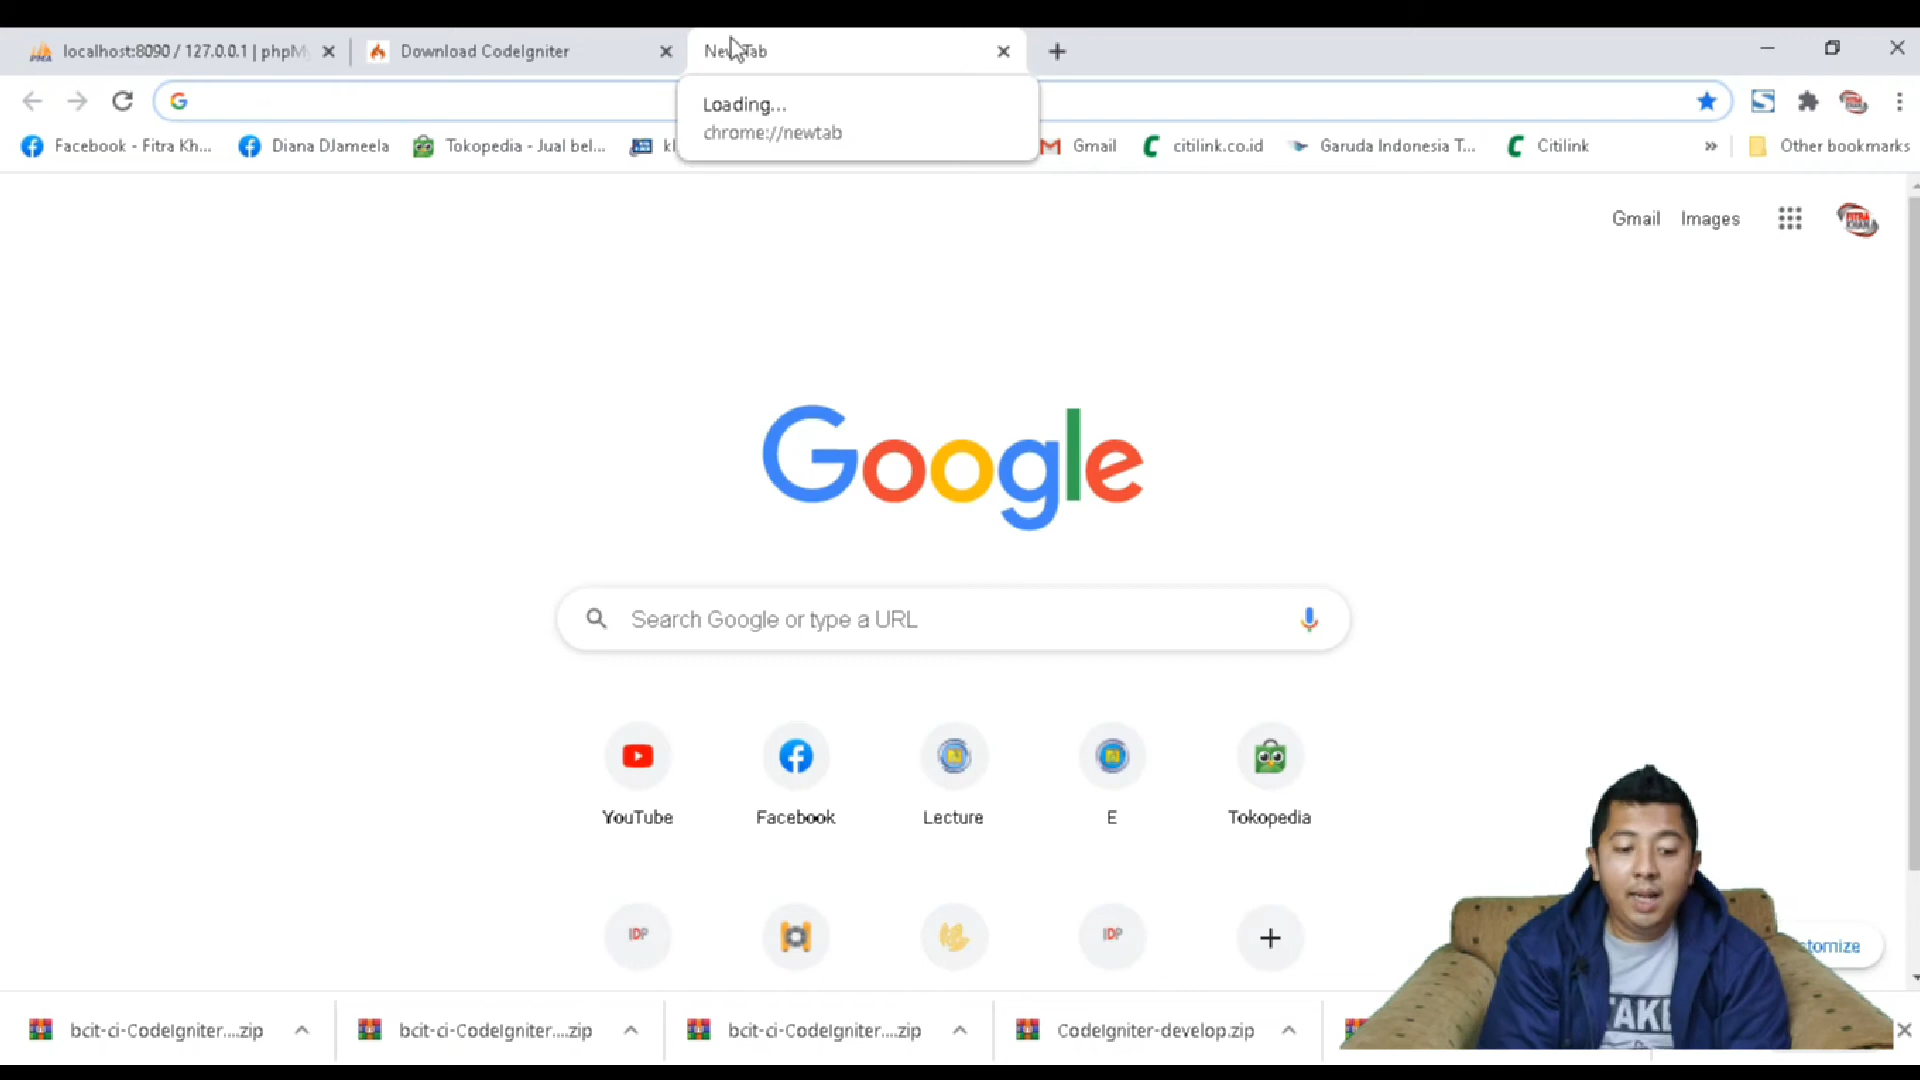 localhost:8090 / 127.0.0.1 | phpM
Download CodeIgniter
New Tab
Loading...
chrome://newtab
Facebook - Fitra Kh...
Diana DJameela
Tokopedia - Jual bel...
Gmail
citilink.co.id
Garuda Indonesia T...
Citilink
»
Other bookmarks
Gmail
Images
Google
Search Google or type a URL
YouTube
Facebook
Lecture
E
Tokopedia
IDP
IDP
stomize
bcit-ci-CodeIgniter....zip
bcit-ci-CodeIgniter....zip
bcit-ci-CodeIgniter....zip
CodeIgniter-develop.zip
TAKE